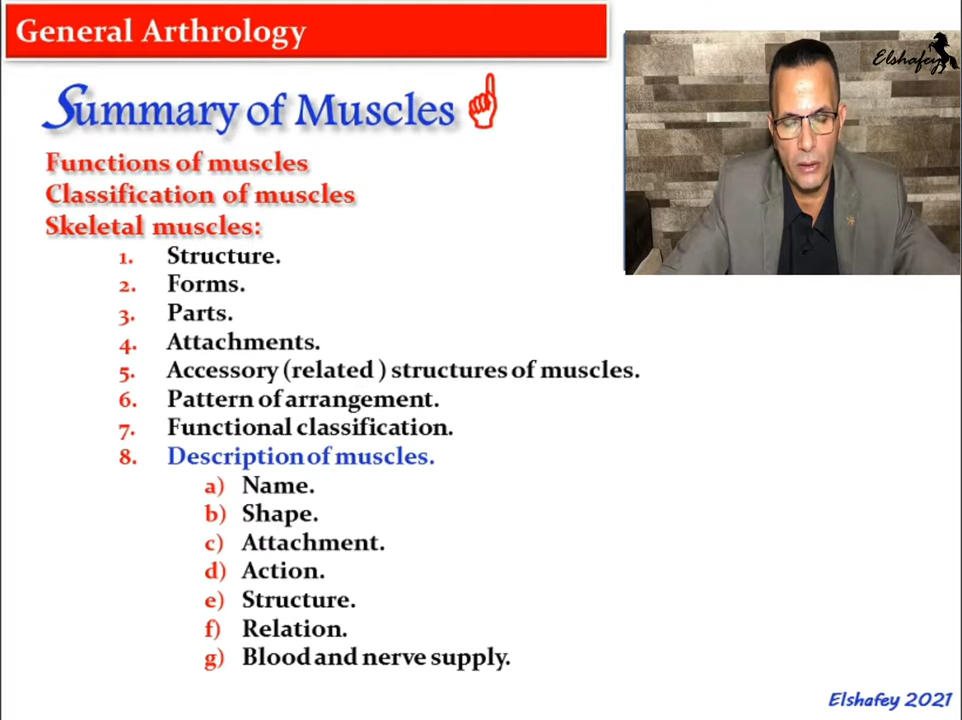 General Arthrology
Elshafey
Summary of Muscles
Functions of muscles
Classification of muscles
Skeletal muscles:
1. Structure.
2. Forms.
3. Parts.
4. Attachments.
5. Accessory (related ) structures of muscles.
6. Pattern of arrangement.
7. Functional classification.
8. Description of muscles.
a) Name.
b) Shape.
c) Attachment.
d) Action.
e) Structure.
f) Relation.
g) Blood and nerve supply.
Elshafey 2021